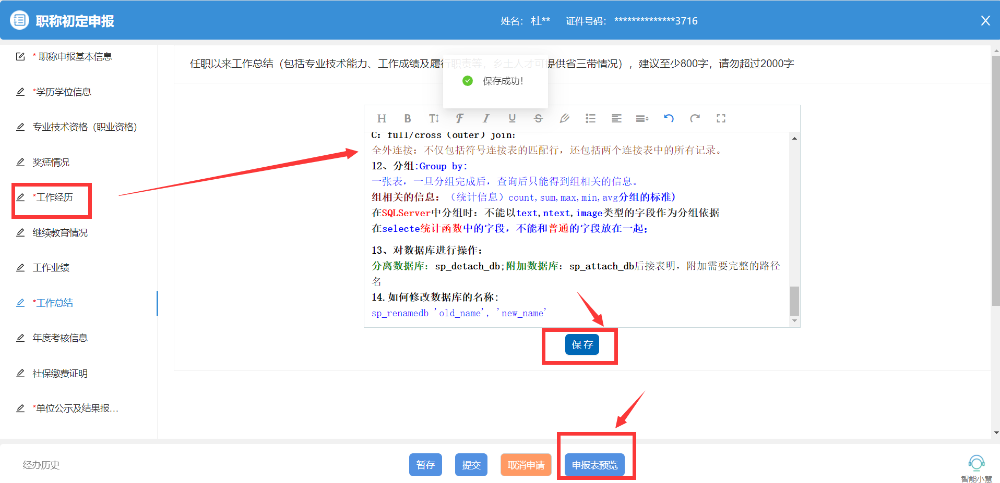 职称初定申报
姓名： 杜** 证件号码： **************3716
* 职称申报基本信息
*学历学位信息
专业技术资格（职业资格）
奖惩情况
*工作经历
继续教育情况
工作业绩
*工作总结
年度考核信息
社保缴费证明
*单位公示及结果报...
任职以来工作总结（包括专业技术能力、工作成绩及履行职责等，乡土人才可提供省三带情况），建议至少800字，请勿超过2000字
保存成功！
C：full/cross（outer）join：
全外连接：不仅包括符号连接表的匹配行，还包括两个连接表中的所有记录。
12、分组:Group by:
一张表，一旦分组完成后，查询后只能得到组相关的信息。
组相关的信息：（统计信息）count,sum,max,min,avg分组的标准)
在SQLServer中分组时：不能以text,ntext,image类型的字段作为分组依据
在selecte统计函数中的字段，不能和普通的字段放在一起；
13、对数据库进行操作：
分离数据库：sp_detach_db;附加数据库：sp_attach_db后接表明，附加需要完整的路径
名
14.如何修改数据库的名称:
sp_renamedb 'old_name', 'new_name'
保存
经办历史
暂存 提交 取消申请 申报表预览
智能小慧